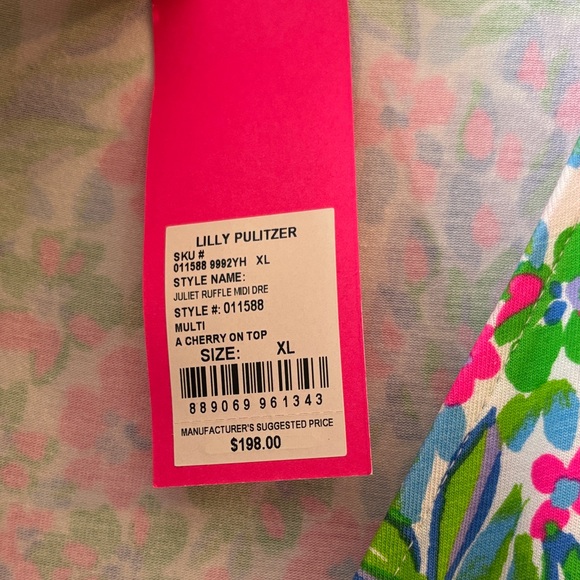 LILLY PULITZER
SKU #
011588 9992YH XL
STYLE NAME:
JULIET RUFFLE MIDI DRE
STYLE #: 011588
MULTI
A CHERRY ON TOP
SIZE: XL
889069 961343
MANUFACTURER'S SUGGESTED PRICE
$198.00